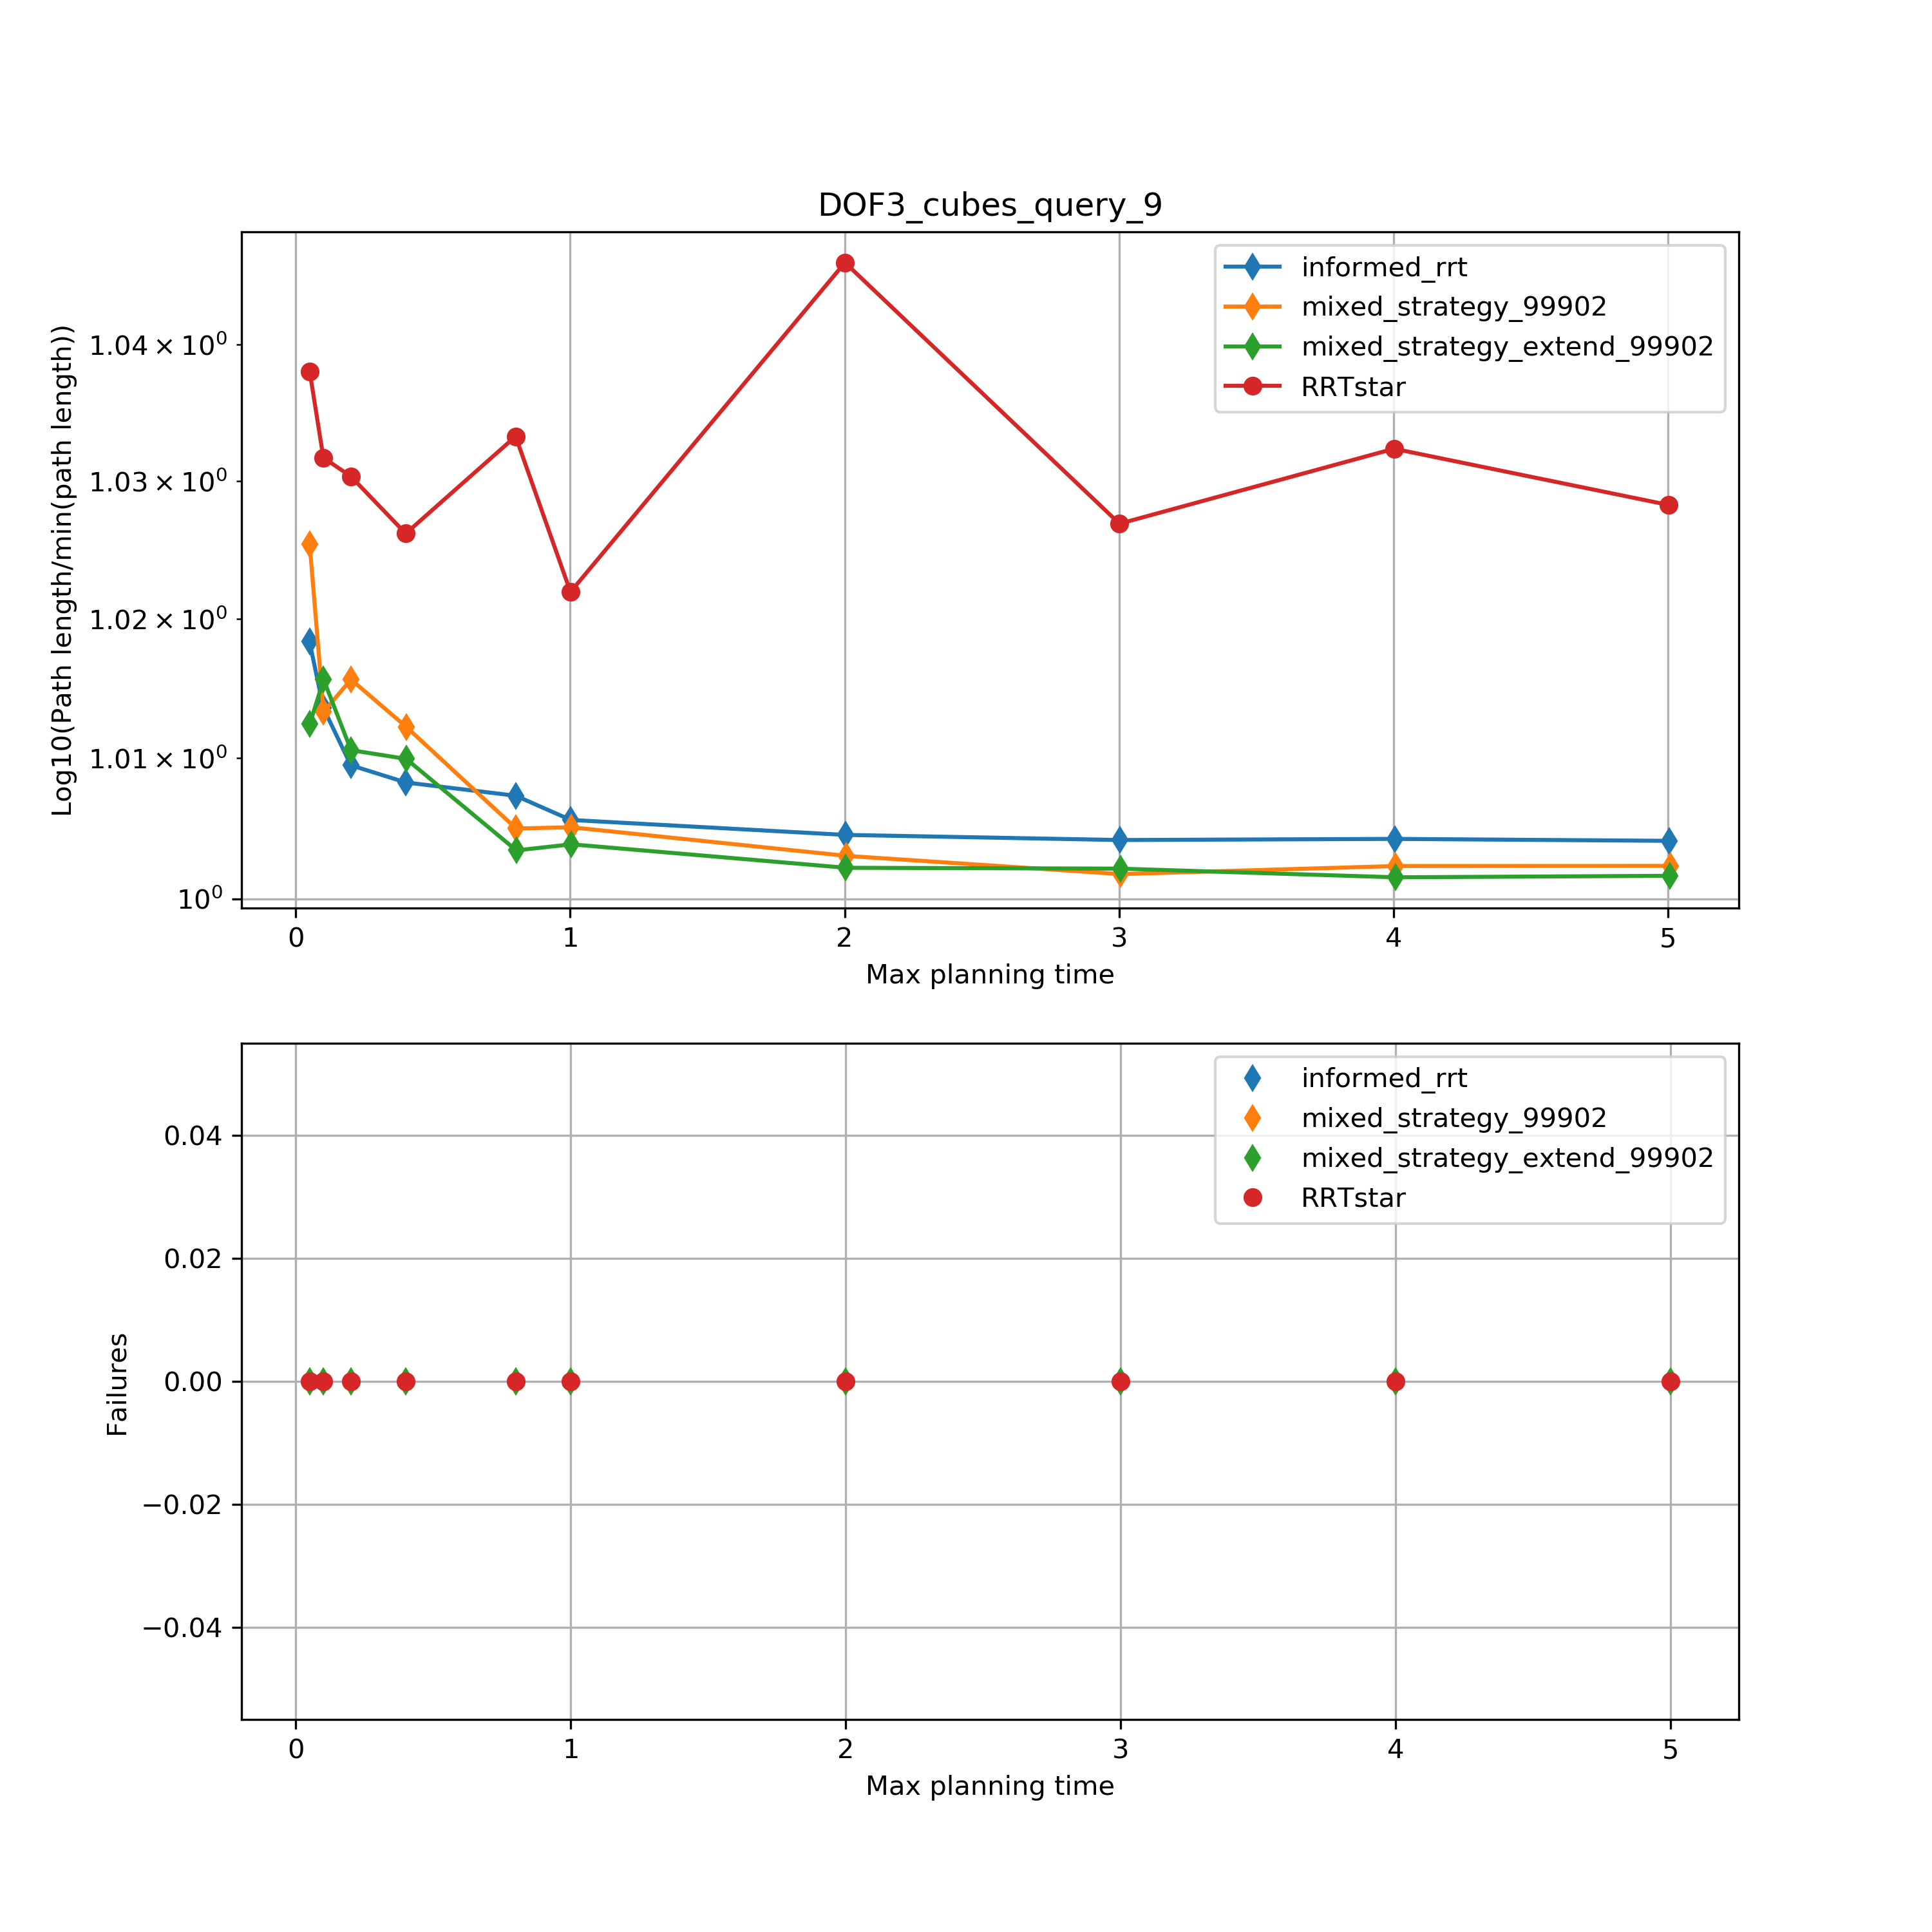 DOF3_cubes_query_9
Log10(Path length/min(path length))
1.04 × 10⁰
1.03 × 10⁰
1.02 × 10⁰
1.01 × 10⁰
10⁰
informed_rrt
mixed_strategy_99902
mixed_strategy_extend_99902
RRTstar
0 1 2 3 4 5
Max planning time
Failures
0.04
0.02
0.00
−0.02
−0.04
informed_rrt
mixed_strategy_99902
mixed_strategy_extend_99902
RRTstar
0 1 2 3 4 5
Max planning time